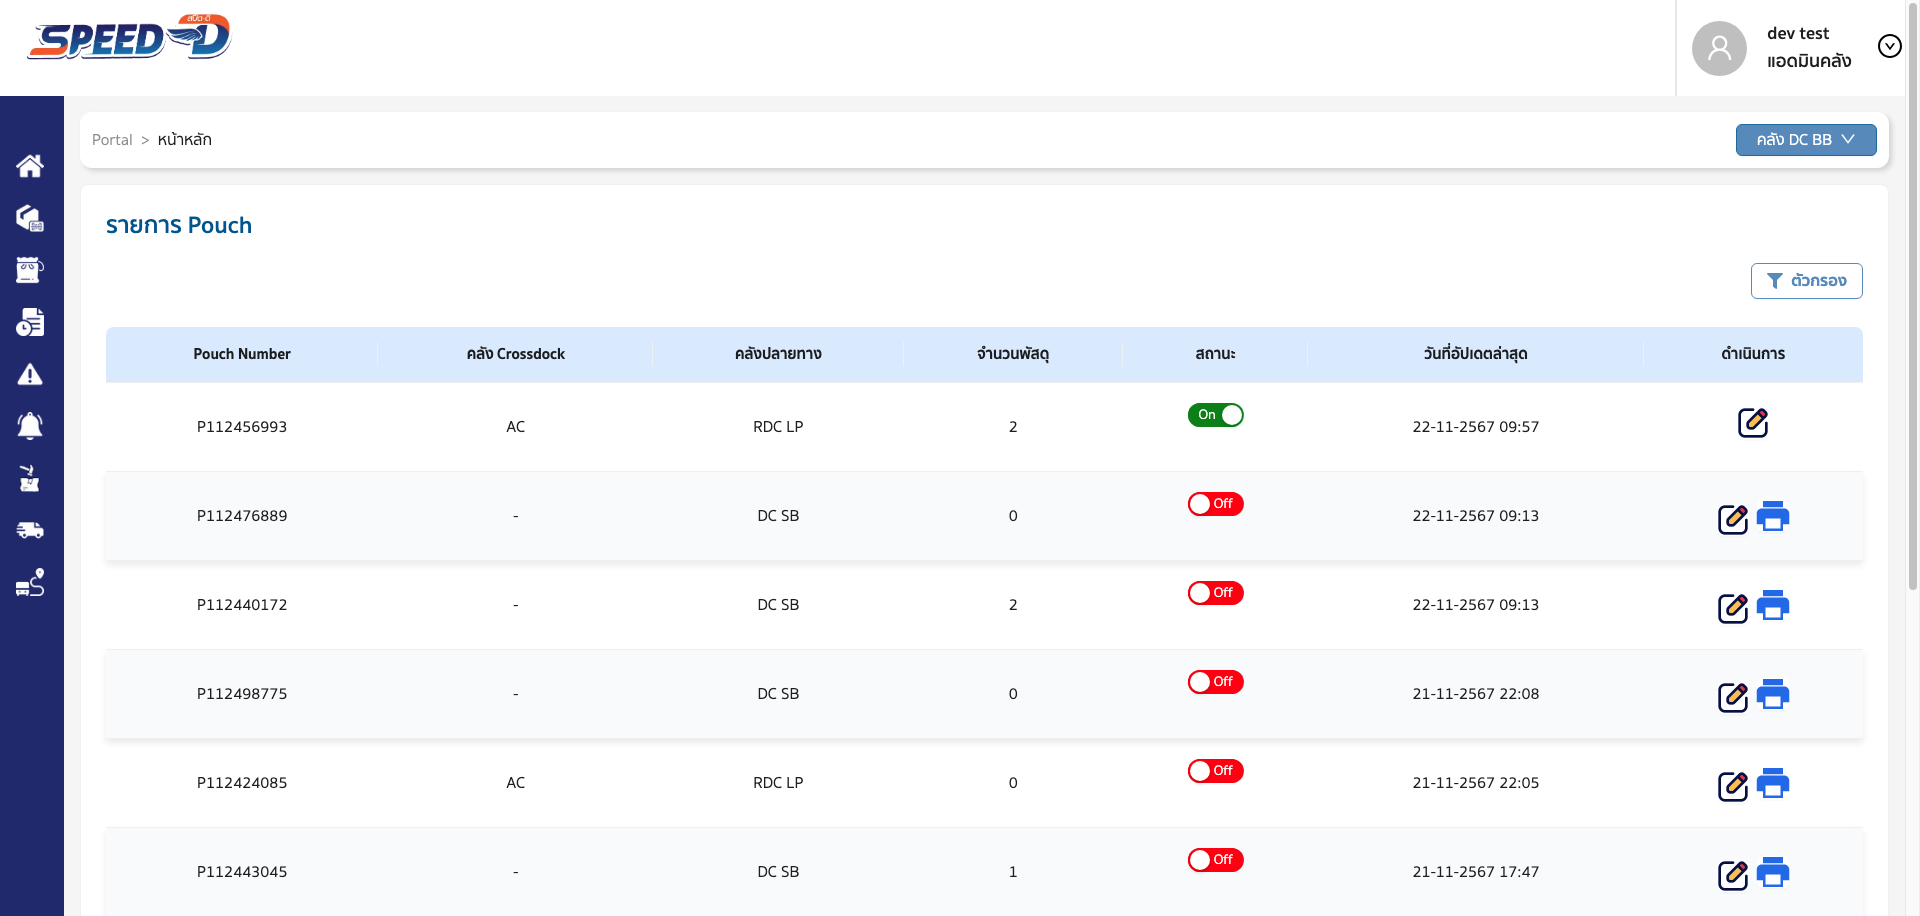 สปีด-ดี
SPEED-D
dev test
แอดมินคลัง
Portal > หน้าหลัก
คลัง DC BB
รายการ Pouch
ตัวกรอง
Pouch Number คลัง Crossdock คลังปลายทาง จำนวนพัสดุ สถานะ วันที่อัปเดตล่าสุด ดำเนินการ
P112456993 AC RDC LP 2 On 22-11-2567 09:57
P112476889 - DC SB 0 Off 22-11-2567 09:13
P112440172 - DC SB 2 Off 22-11-2567 09:13
P112498775 - DC SB 0 Off 21-11-2567 22:08
P112424085 AC RDC LP 0 Off 21-11-2567 22:05
P112443045 - DC SB 1 Off 21-11-2567 17:47